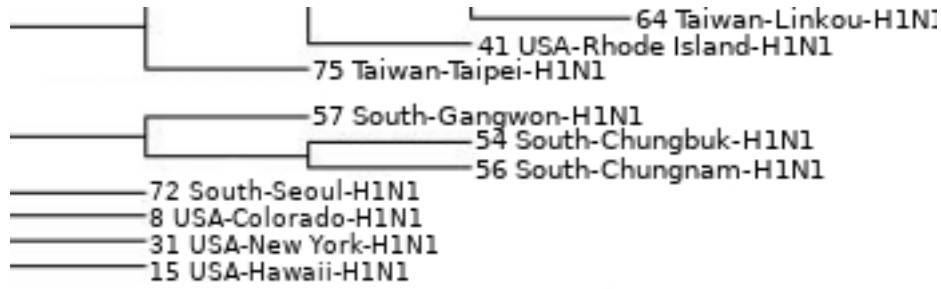 64 Taiwan-Linkou-H1N1
41 USA-Rhode Island-H1N1
75 Taiwan-Taipei-H1N1
57 South-Gangwon-H1N1
54 South-Chungbuk-H1N1
56 South-Chungnam-H1N1
72 South-Seoul-H1N1
8 USA-Colorado-H1N1
31 USA-New York-H1N1
15 USA-Hawaii-H1N1